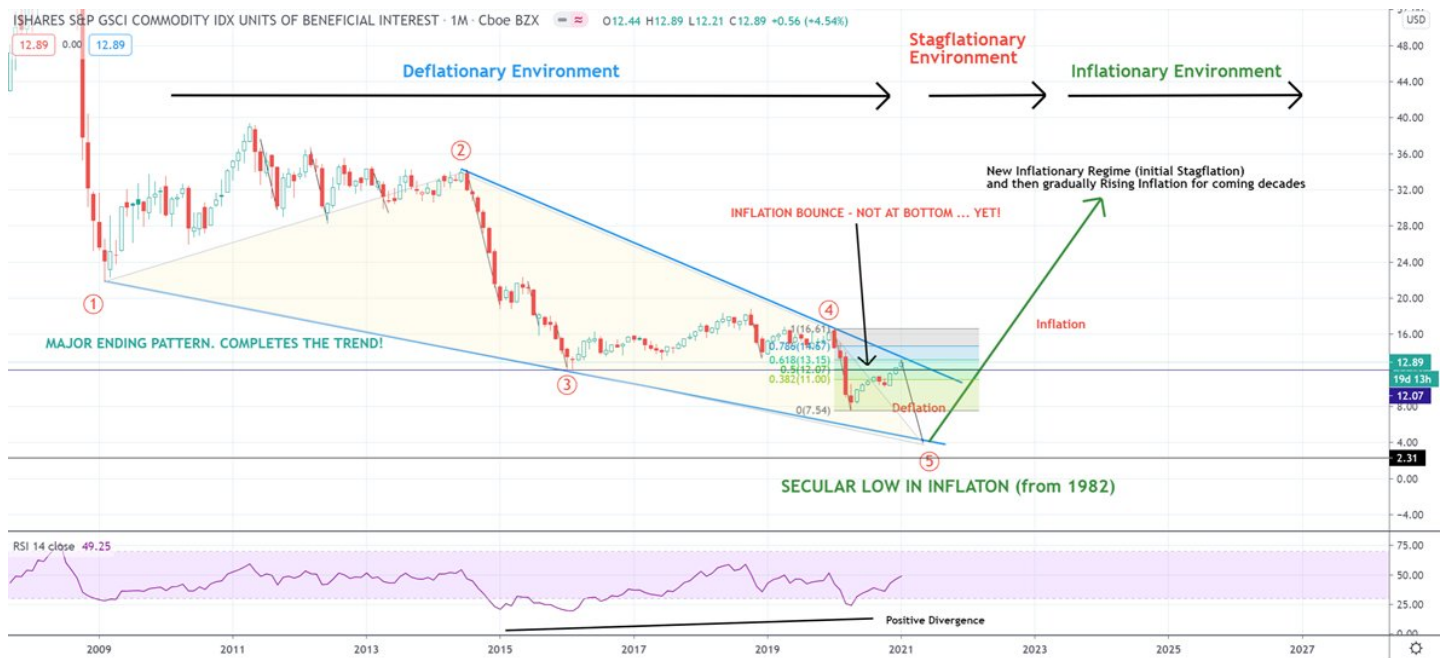 ISHARES S&P GSCI COMMODITY IDX UNITS OF BENEFICIAL INTEREST · 1M · Cboe BZX O12.44 H12.89 L12.21 C12.89 +0.56 (+4.54%)
USD
12.89 0.00 12.89
48.00
44.00
40.00
36.00
32.00
28.00
24.00
20.00
16.00
12.89
19d 13h
12.07
8.00
4.00
2.31
0.00
−4.00
Deflationary Environment
Stagflationary
Environment
Inflationary Environment
New Inflationary Regime (initial Stagflation)
and then gradually Rising Inflation for coming decades
INFLATION BOUNCE - NOT AT BOTTOM ... YET!
1
2
3
4
5
MAJOR ENDING PATTERN. COMPLETES THE TREND!
1(16.61)
0.786(14.67)
0.618(13.15)
0.5(12.07)
0.382(11.00)
0(7.54)
Deflation
Inflation
SECULAR LOW IN INFLATON (from 1982)
RSI 14 close 49.25
75.00
50.00
25.00
0.00
Positive Divergence
2009 2011 2013 2015 2017 2019 2021 2023 2025 2027